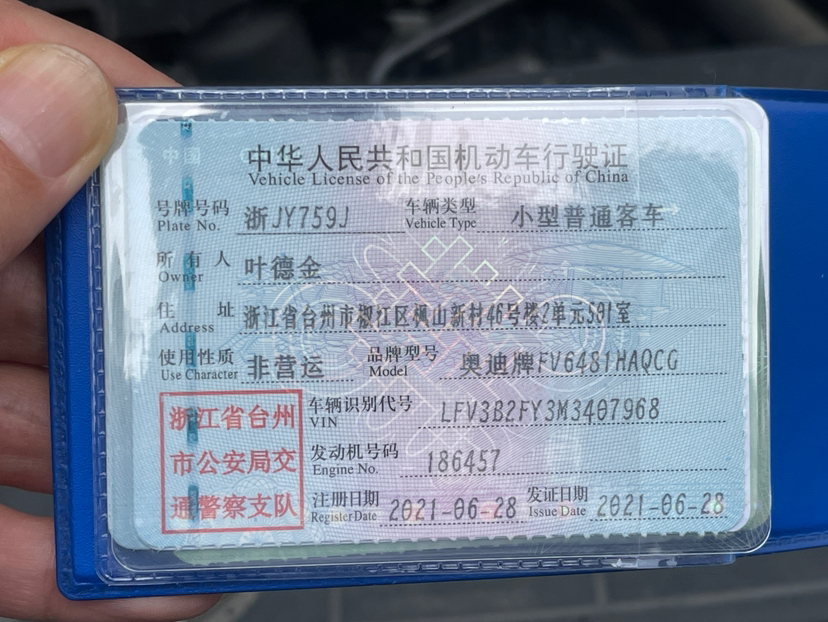 中国
中华人民共和国机动车行驶证
Vehicle License of the People's Republic of China
号牌号码 浙JY759J 车辆类型 小型普通客车
Plate No. Vehicle Type
所有人 叶德金
Owner
住址 浙江省台州市椒江区枫山新村46号楼2单元501室
Address
使用性质 非营运 品牌型号 奥迪牌FV6481HAQCG
Use Character Model
浙江省台州 车辆识别代号 LFV3B2FY3M3407968
VIN
市公安局交 发动机号码 186457
Engine No.
通警察支队 注册日期 2021-06-28 发证日期 2021-06-28
Register Date Issue Date